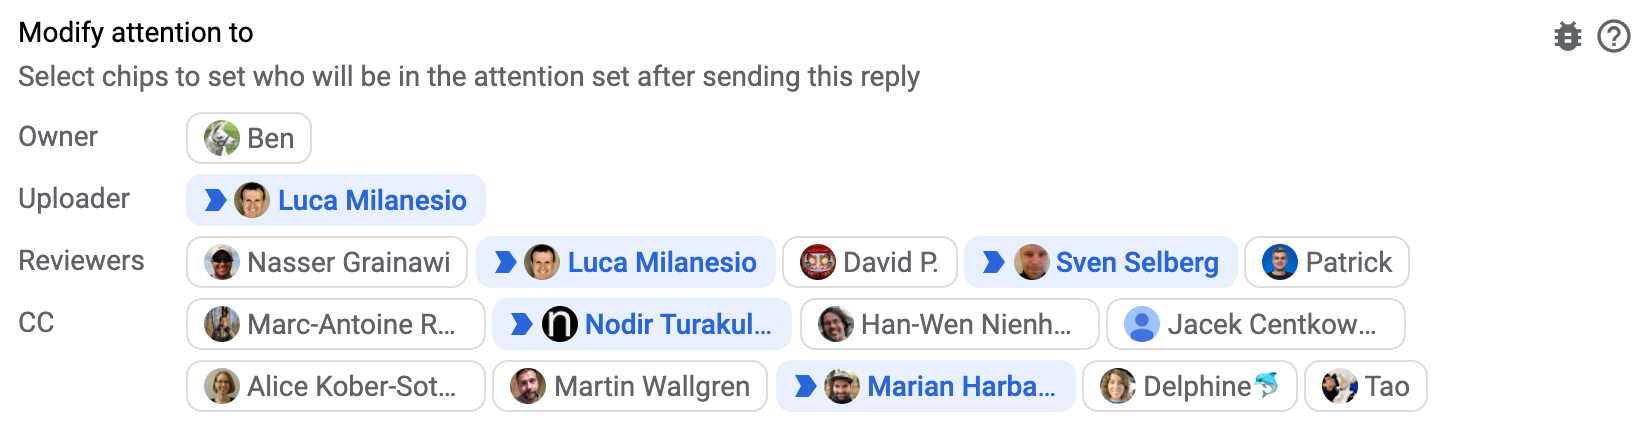 Modify attention to
Select chips to set who will be in the attention set after sending this reply
Owner Ben
Uploader Luca Milanesio
Reviewers Nasser Grainawi Luca Milanesio David P. Sven Selberg Patrick
CC Marc-Antoine R... Nodir Turakul... Han-Wen Nienh... Jacek Centkow...
Alice Kober-Sot... Martin Wallgren Marian Harba... Delphine🐬 Tao